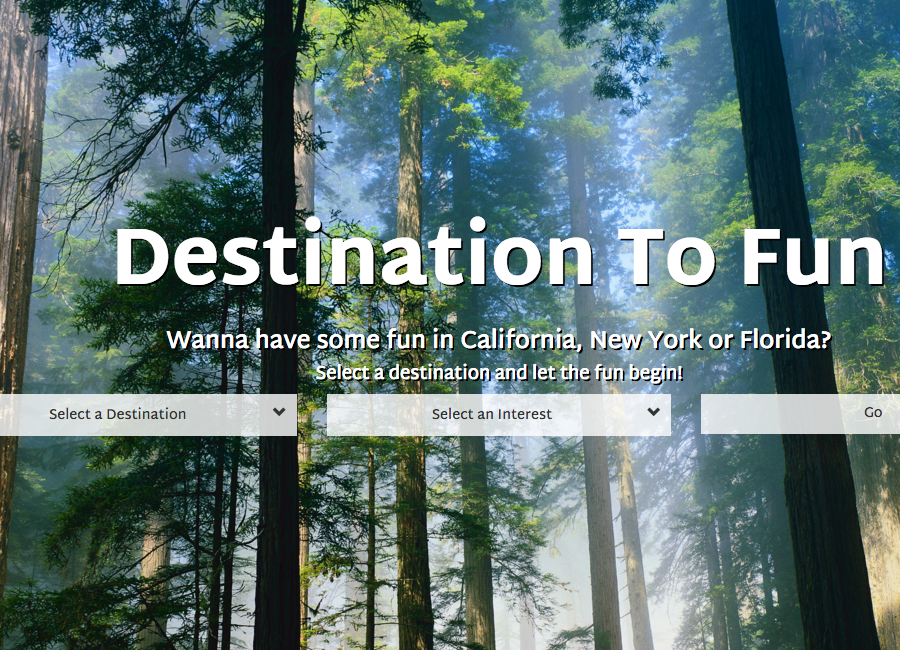 Destination To Fun
Wanna have some fun in California, New York or Florida?
Select a destination and let the fun begin!
Select a Destination
Select an Interest
Go